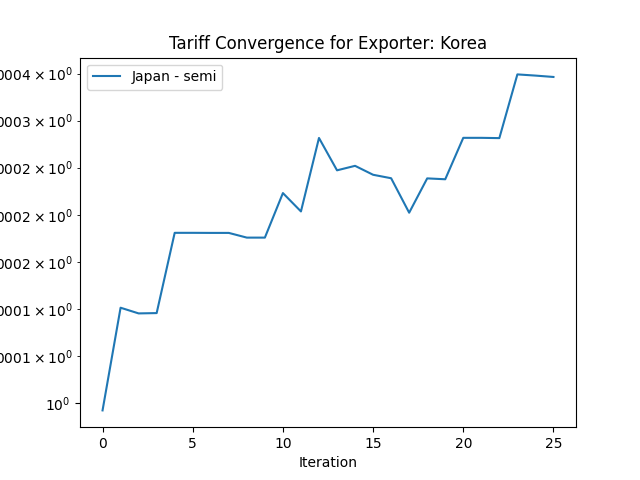 Tariff Convergence for Exporter: Korea
Japan - semi
0004 × 10⁰
0003 × 10⁰
0002 × 10⁰
0002 × 10⁰
0002 × 10⁰
0001 × 10⁰
0001 × 10⁰
10⁰
0 5 10 15 20 25
Iteration